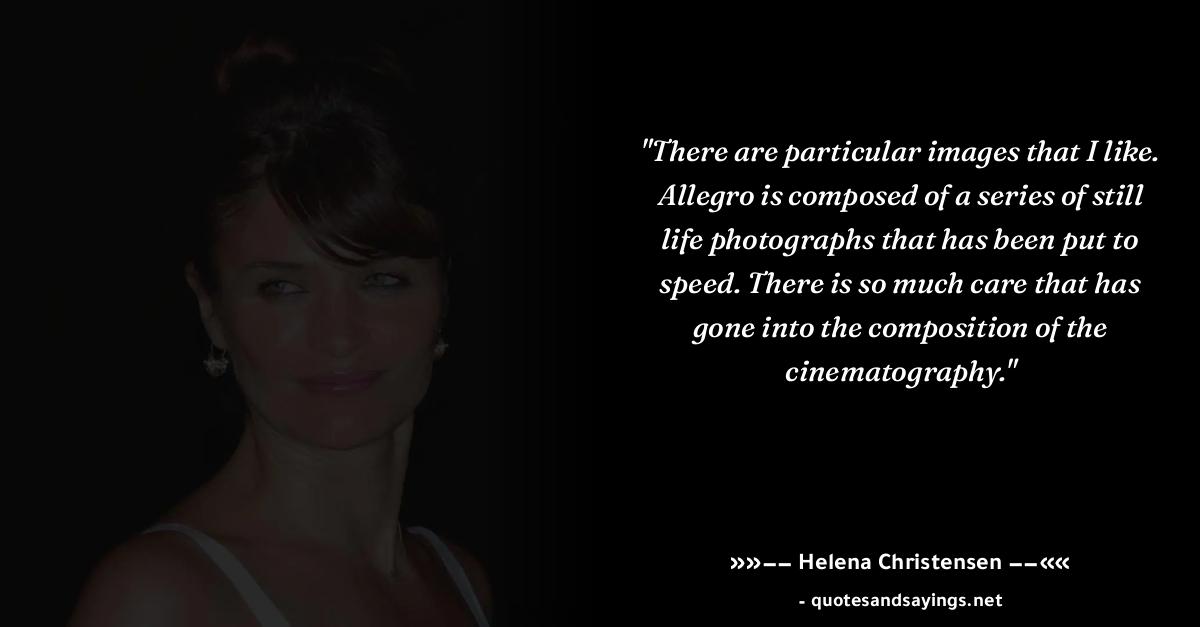 "There are particular images that I like.
Allegro is composed of a series of still
life photographs that has been put to
speed. There is so much care that has
gone into the composition of the
cinematography."
»»–– Helena Christensen ––««
- quotesandsayings.net